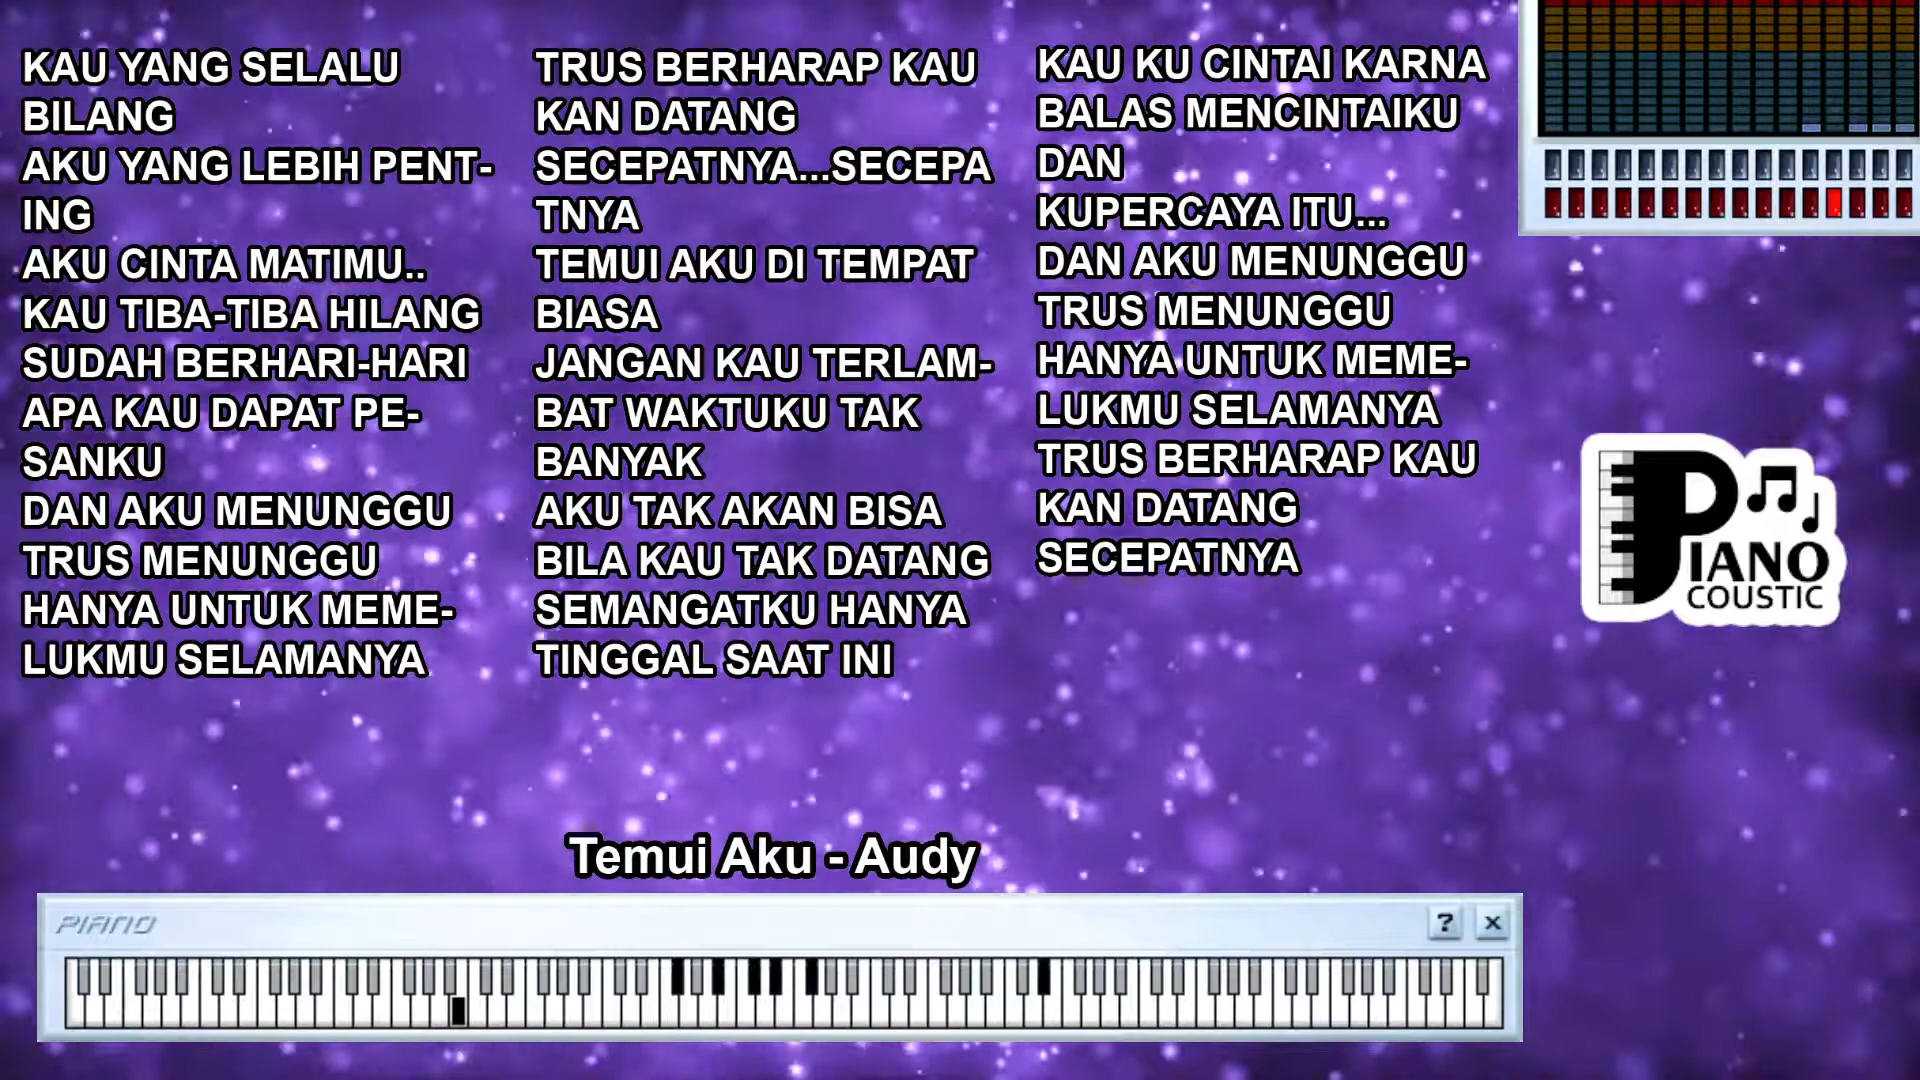 KAU YANG SELALU
BILANG
AKU YANG LEBIH PENT-
ING
AKU CINTA MATIMU..
KAU TIBA-TIBA HILANG
SUDAH BERHARI-HARI
APA KAU DAPAT PE-
SANKU
DAN AKU MENUNGGU
TRUS MENUNGGU
HANYA UNTUK MEME-
LUKMU SELAMANYA
TRUS BERHARAP KAU
KAN DATANG
SECEPATNYA...SECEPA
TNYA
TEMUI AKU DI TEMPAT
BIASA
JANGAN KAU TERLAM-
BAT WAKTUKU TAK
BANYAK
AKU TAK AKAN BISA
BILA KAU TAK DATANG
SEMANGATKU HANYA
TINGGAL SAAT INI
KAU KU CINTAI KARNA
BALAS MENCINTAIKU
DAN
KUPERCAYA ITU...
DAN AKU MENUNGGU
TRUS MENUNGGU
HANYA UNTUK MEME-
LUKMU SELAMANYA
TRUS BERHARAP KAU
KAN DATANG
SECEPATNYA
PIANO
COUSTIC
Temui Aku - Audy
PIANO
? X